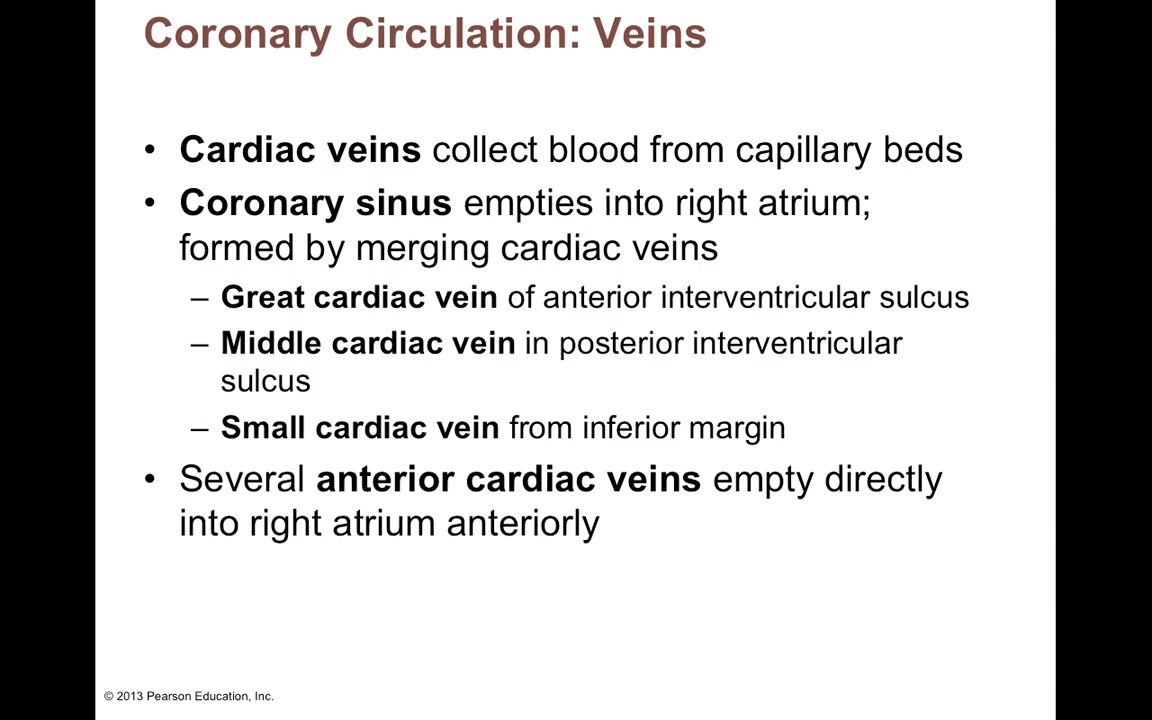 Coronary Circulation: Veins
• Cardiac veins collect blood from capillary beds
• Coronary sinus empties into right atrium;
formed by merging cardiac veins
– Great cardiac vein of anterior interventricular sulcus
– Middle cardiac vein in posterior interventricular
sulcus
– Small cardiac vein from inferior margin
• Several anterior cardiac veins empty directly
into right atrium anteriorly
© 2013 Pearson Education, Inc.